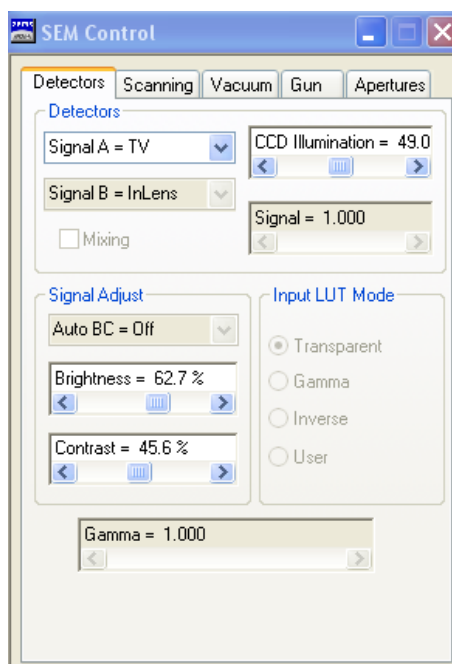 SEM Control
Detectors Scanning Vacuum Gun Apertures
Detectors
Signal A = TV
CCD Illumination = 49.0
Signal B = InLens
Signal = 1.000
Mixing
Signal Adjust
Auto BC = Off
Brightness = 62.7 %
Contrast = 45.6 %
Input LUT Mode
Transparent
Gamma
Inverse
User
Gamma = 1.000